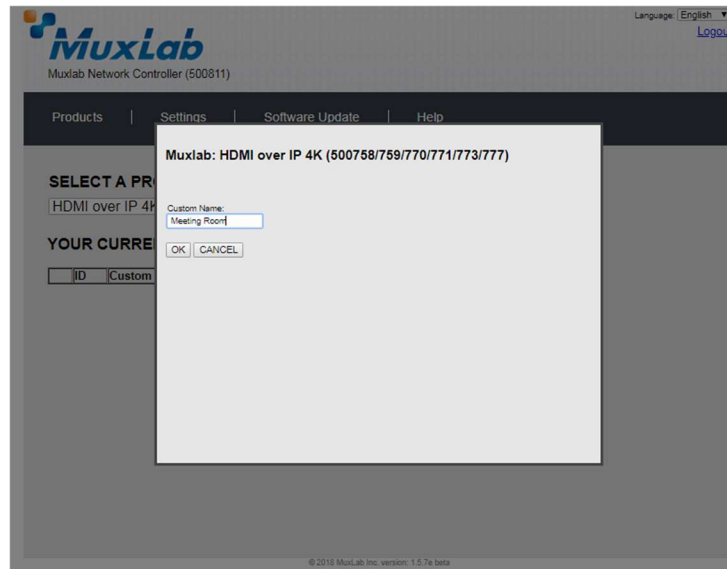 Language: English
Logou
MuxLab
Muxlab Network Controller (500811)
Products | Settings | Software Update | Help
Muxlab: HDMI over IP 4K (500758/759/770/771/773/777)
SELECT A PR
HDMI over IP 4K
Custom Name:
Meeting Room
YOUR CURRE
OK CANCEL
ID Custom
© 2018 MuxLab Inc. version: 1.5.7e beta